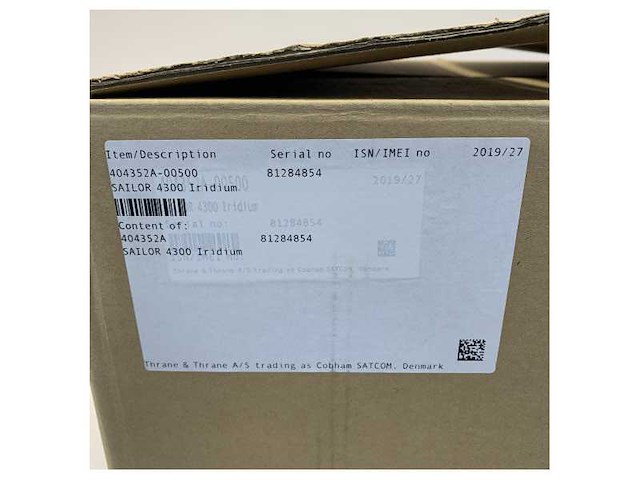 Item/Description Serial no ISN/IMEI no 2019/27
404352A-00500 81284854
SAILOR 4300 Iridium
Content of:
404352A 81284854
SAILOR 4300 Iridium
Thrane & Thrane A/S trading as Cobham SATCOM, Denmark